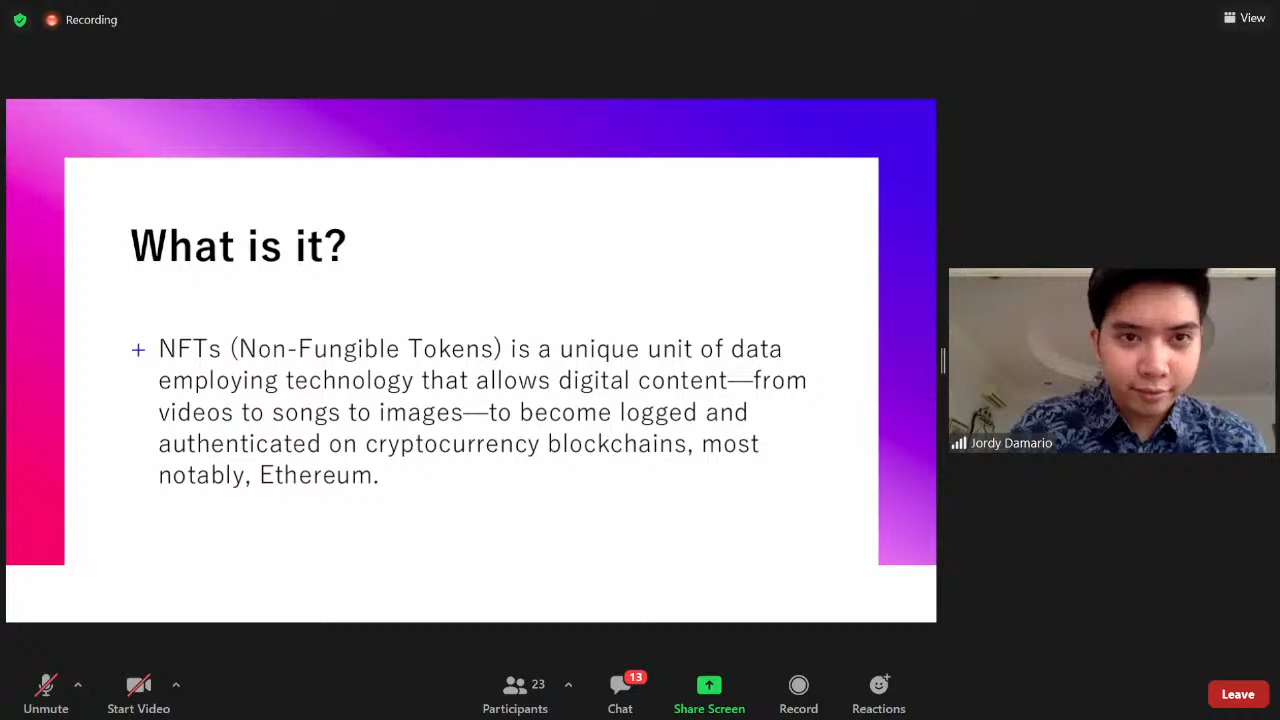 Recording
View
What is it?
+ NFTs (Non-Fungible Tokens) is a unique unit of data
employing technology that allows digital content—from
videos to songs to images—to become logged and
authenticated on cryptocurrency blockchains, most
notably, Ethereum.
Jordy Damario
Unmute
Start Video
23
Participants
13
Chat
Share Screen
Record
Reactions
Leave